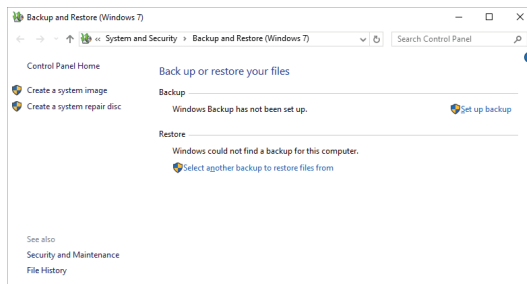 Backup and Restore (Windows 7)
« System and Security › Backup and Restore (Windows 7)
Search Control Panel
Control Panel Home
Create a system image
Create a system repair disc
Back up or restore your files
Backup
Windows Backup has not been set up.
Set up backup
Restore
Windows could not find a backup for this computer.
Select another backup to restore files from
See also
Security and Maintenance
File History